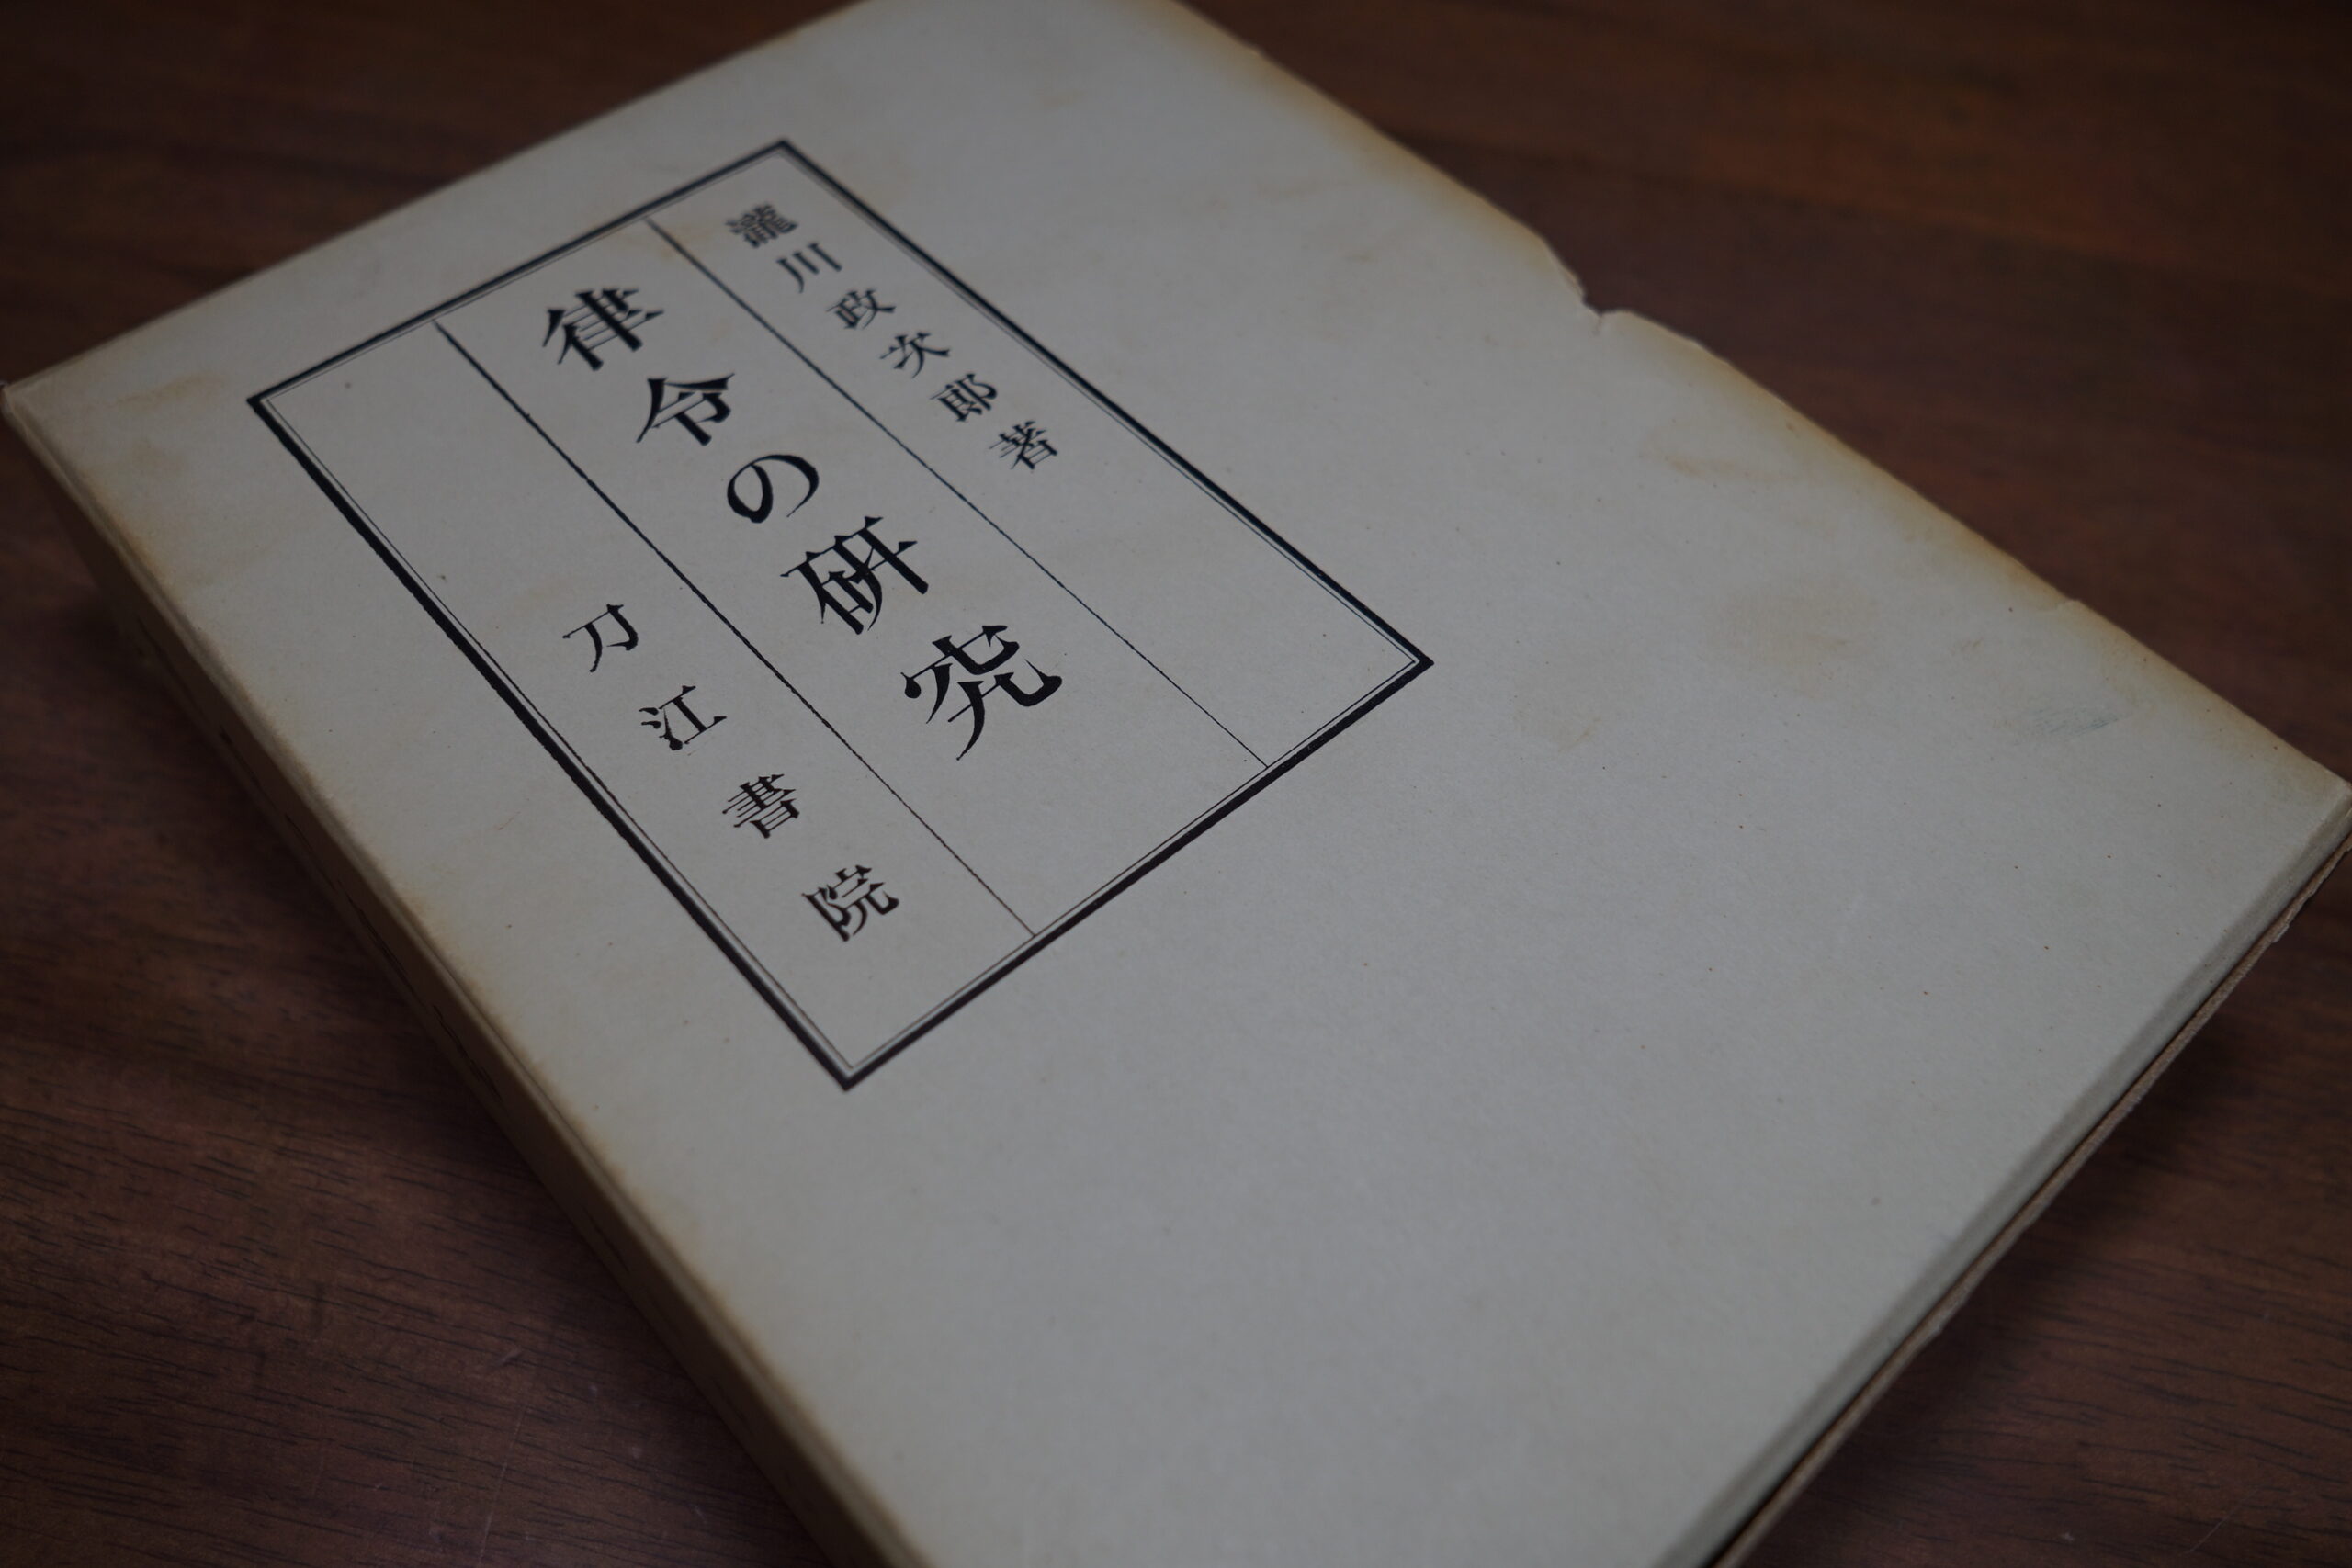 瀧川政次郎著
律令の研究
刀江書院